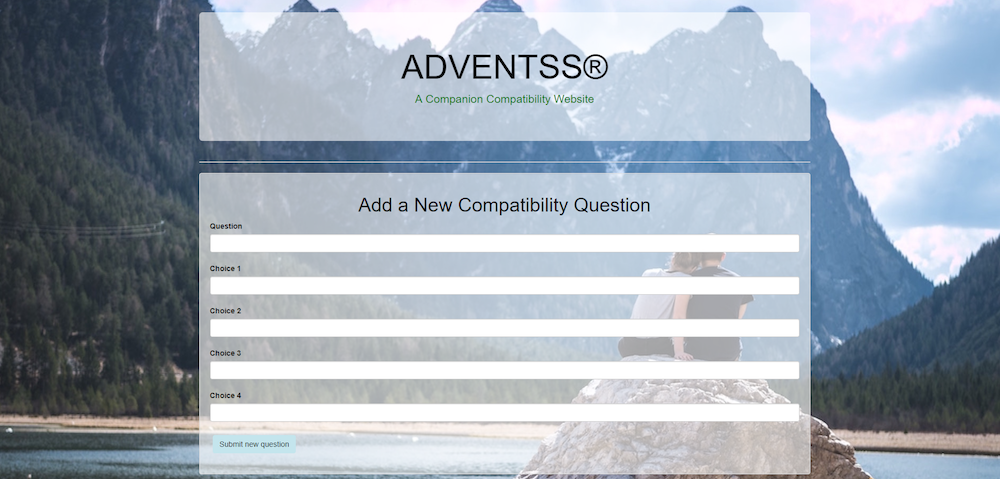 ADVENTSS®
A Companion Compatibility Website
Add a New Compatibility Question
Question
Choice 1
Choice 2
Choice 3
Choice 4
Submit new question